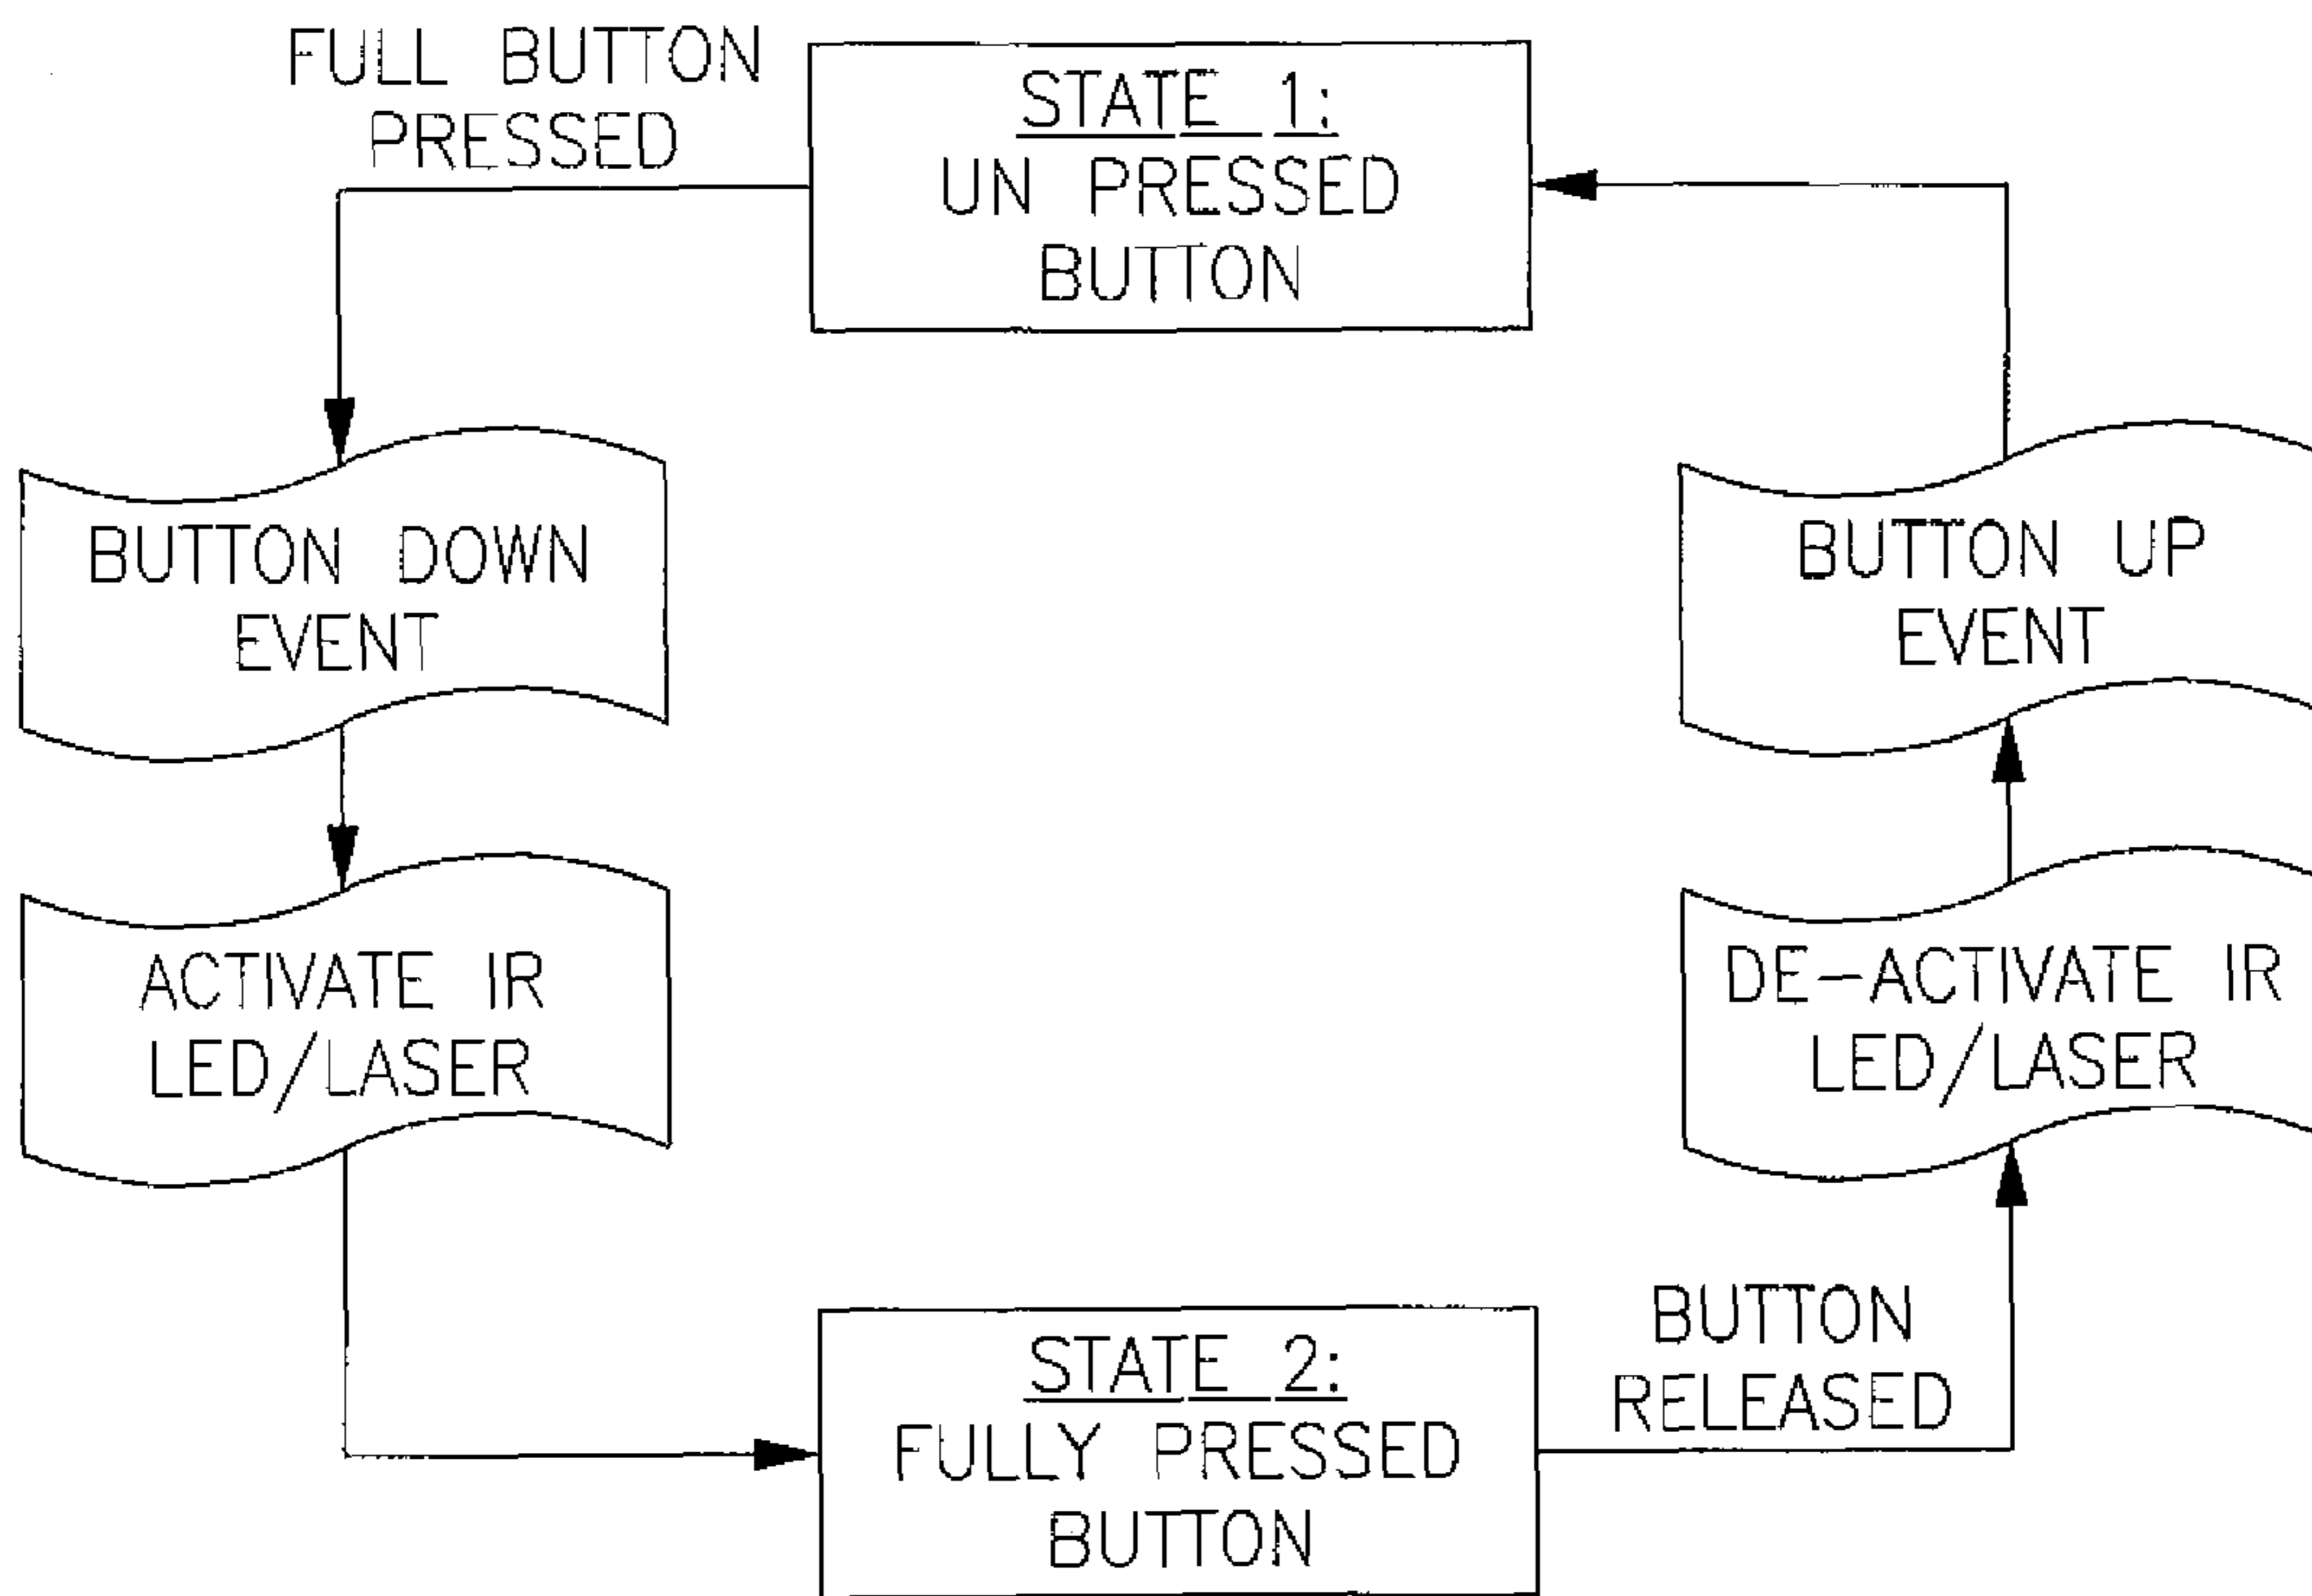 FULL BUTTON
PRESSED
STATE 1:
UN PRESSED
BUTTON
BUTTON DOWN
EVENT
BUTTON UP
EVENT
ACTIVATE IR
LED/LASER
DE-ACTIVATE IR
LED/LASER
STATE 2:
FULLY PRESSED
BUTTON
BUTTON
RELEASED